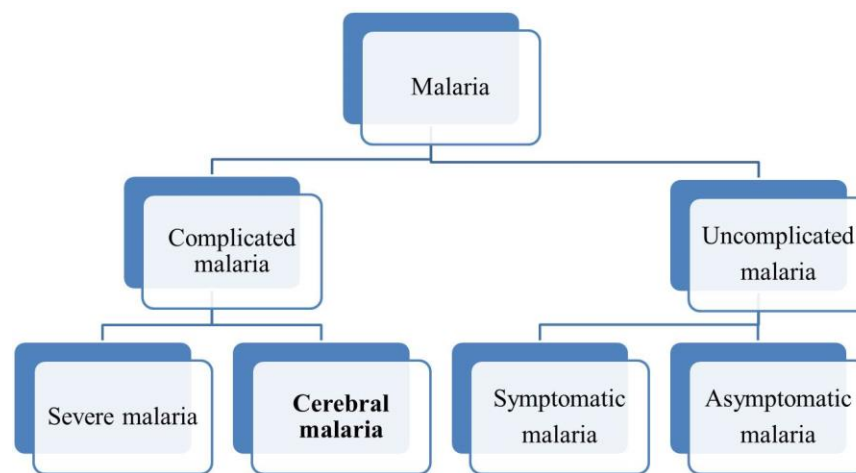 Malaria
Complicated
malaria
Uncomplicated
malaria
Severe malaria
Cerebral
malaria
Symptomatic
malaria
Asymptomatic
malaria